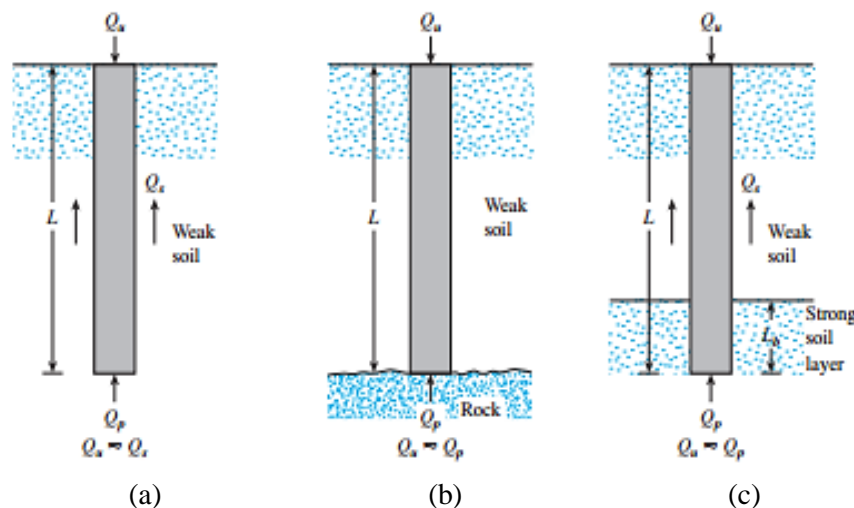 Qu
Qu
Qu
L
Qs
Weak
soil
L
Weak
soil
L
Qs
Weak
soil
Lb
Strong
soil
layer
Rock
Qp
Qu ≈ Qs
Qp
Qu ≈ Qp
Qp
Qu ≈ Qp
(a)
(b)
(c)